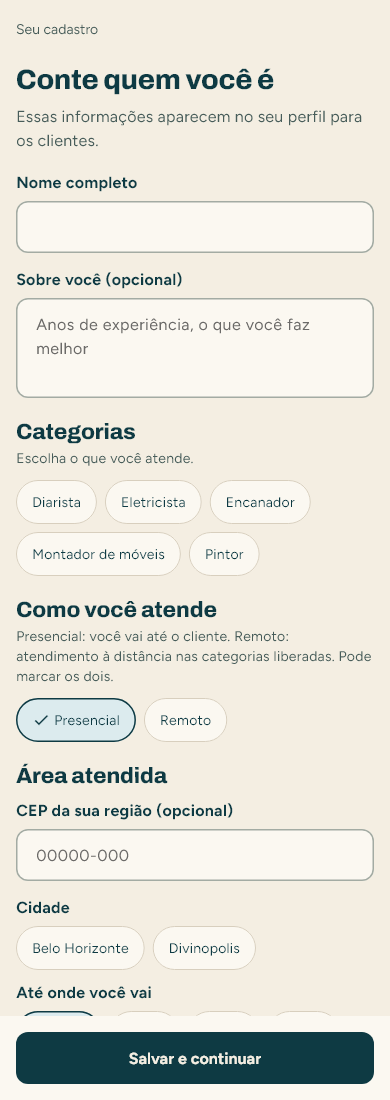 Seu cadastro
Conte quem você é
Essas informações aparecem no seu perfil para
os clientes.
Nome completo
Sobre você (opcional)
Anos de experiência, o que você faz
melhor
Categorias
Escolha o que você atende.
Diarista
Eletricista
Encanador
Montador de móveis
Pintor
Como você atende
Presencial: você vai até o cliente. Remoto:
atendimento à distância nas categorias liberadas. Pode
marcar os dois.
Presencial
Remoto
Área atendida
CEP da sua região (opcional)
00000-000
Cidade
Belo Horizonte
Divinopolis
Até onde você vai
Salvar e continuar